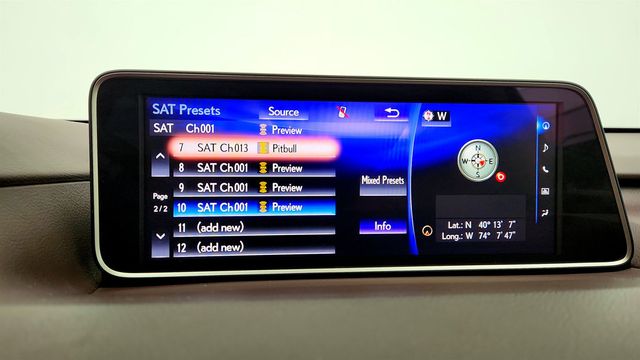 SAT Presets
Source
W
SAT Ch001 Preview
7 SAT Ch013 Pitbull
8 SAT Ch001 Preview
9 SAT Ch001 Preview
10 SAT Ch001 Preview
11 (add new)
12 (add new)
Page
2/2
Mixed Presets
Info
N
W E
S
Lat.: N 40° 13' 7"
Long.: W 74° 7' 47"